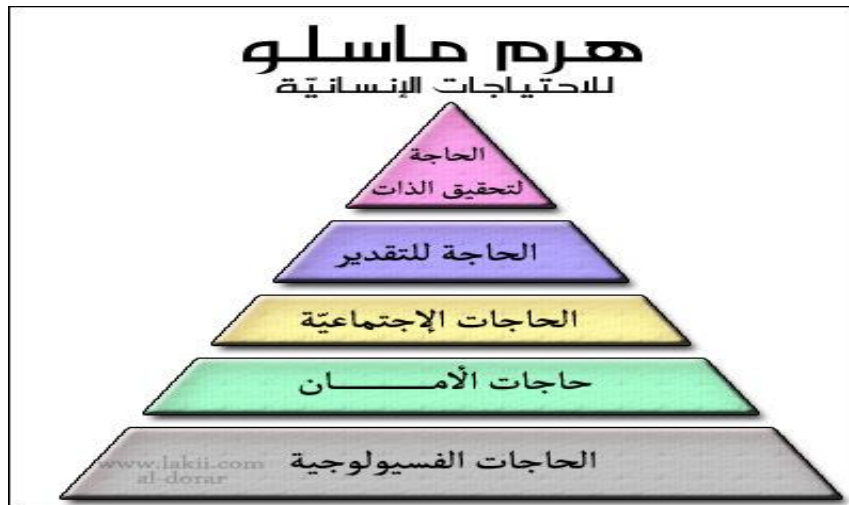 هرم ماسلو
للاحتياجات الإنسانيّة
الحاجة
لتحقيق الذات
الحاجة للتقدير
الحاجات الإجتماعيّة
حاجات الأمـــــــان
الحاجات الفسيولوجية
www.lakii.com
al-dorar